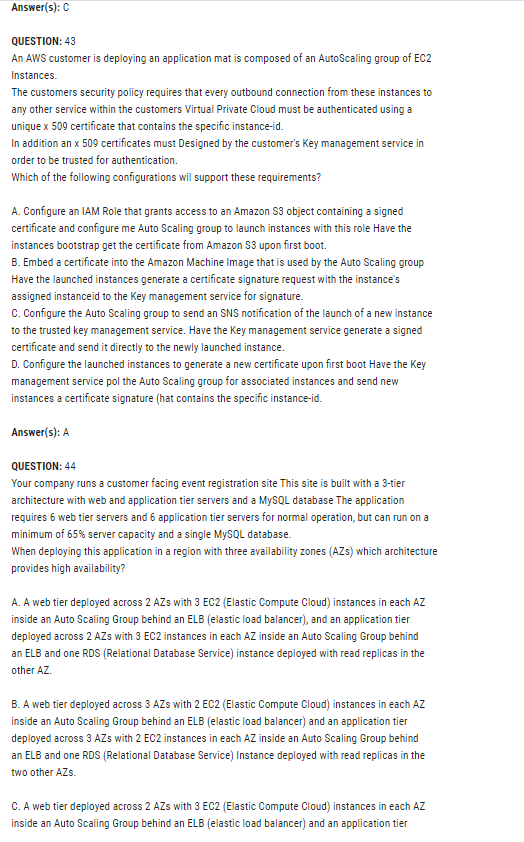 Answer(s): C
QUESTION: 43
An AWS customer is deploying an application mat is composed of an AutoScaling group of EC2
Instances.
The customers security policy requires that every outbound connection from these instances to
any other service within the customers Virtual Private Cloud must be authenticated using a
unique x 509 certificate that contains the specific instance-id.
In addition an x 509 certificates must Designed by the customer's Key management service in
order to be trusted for authentication.
Which of the following configurations wil support these requirements?
A. Configure an IAM Role that grants access to an Amazon S3 object containing a signed
certificate and configure me Auto Scaling group to launch instances with this role Have the
instances bootstrap get the certificate from Amazon S3 upon first boot.
B. Embed a certificate into the Amazon Machine Image that is used by the Auto Scaling group
Have the launched instances generate a certificate signature request with the instance's
assigned instanceid to the Key management service for signature.
C. Configure the Auto Scaling group to send an SNS notification of the launch of a new instance
to the trusted key management service. Have the Key management service generate a signed
certificate and send it directly to the newly launched instance.
D. Configure the launched instances to generate a new certificate upon first boot Have the Key
management service pol the Auto Scaling group for associated instances and send new
instances a certificate signature (hat contains the specific instance-id.
Answer(s): A
QUESTION: 44
Your company runs a customer facing event registration site This site is built with a 3-tier
architecture with web and application tier servers and a MySQL database The application
requires 6 web tier servers and 6 application tier servers for normal operation, but can run on a
minimum of 65% server capacity and a single MySQL database.
When deploying this application in a region with three availability zones (AZs) which architecture
provides high availability?
A. A web tier deployed across 2 AZs with 3 EC2 (Elastic Compute Cloud) instances in each AZ
inside an Auto Scaling Group behind an ELB (elastic load balancer), and an application tier
deployed across 2 AZs with 3 EC2 instances in each AZ inside an Auto Scaling Group behind
an ELB and one RDS (Relational Database Service) instance deployed with read replicas in the
other AZ.
B. A web tier deployed across 3 AZs with 2 EC2 (Elastic Compute Cloud) instances in each AZ
inside an Auto Scaling Group behind an ELB (elastic load balancer) and an application tier
deployed across 3 AZs with 2 EC2 instances in each AZ inside an Auto Scaling Group behind
an ELB and one RDS (Relational Database Service) Instance deployed with read replicas in the
two other AZs.
C. A web tier deployed across 2 AZs with 3 EC2 (Elastic Compute Cloud) instances in each AZ
inside an Auto Scaling Group behind an ELB (elastic load balancer) and an application tier